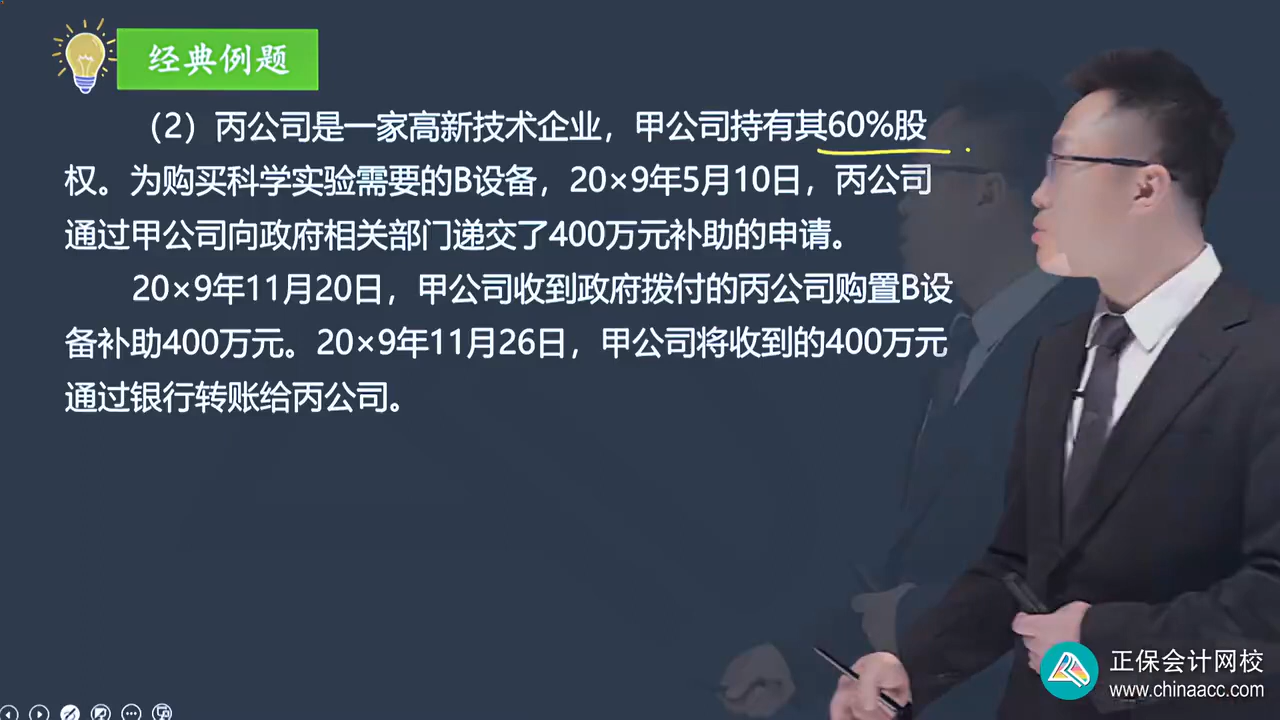 经典例题
（2）丙公司是一家高新技术企业，甲公司持有其60%股
权。为购买科学实验需要的B设备，20×9年5月10日，丙公司
通过甲公司向政府相关部门递交了400万元补助的申请。
20×9年11月20日，甲公司收到政府拨付的丙公司购置B设
备补助400万元。20×9年11月26日，甲公司将收到的400万元
通过银行转账给丙公司。
正保会计网校
www.chinaacc.com